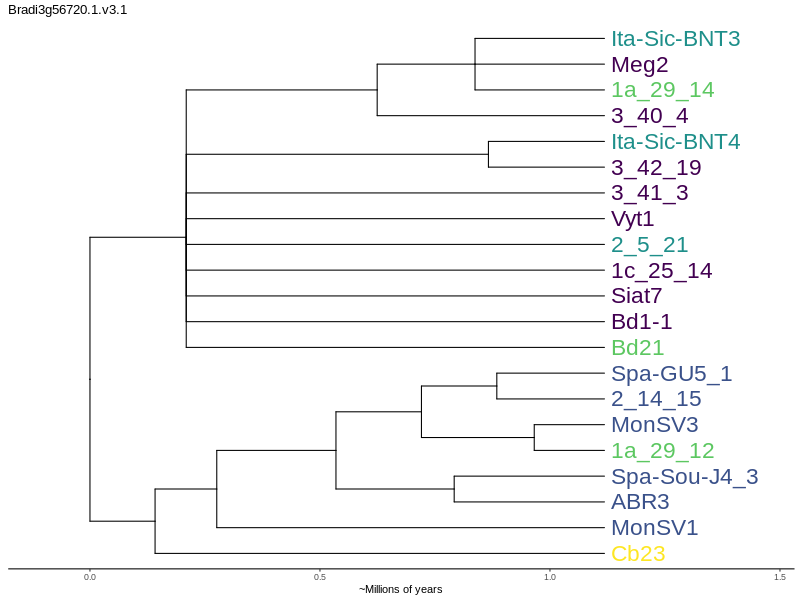 Bradi3g56720.1.v3.1
Ita-Sic-BNT3
Meg2
1a_29_14
3_40_4
Ita-Sic-BNT4
3_42_19
3_41_3
Vyt1
2_5_21
1c_25_14
Siat7
Bd1-1
Bd21
Spa-GU5_1
2_14_15
MonSV3
1a_29_12
Spa-Sou-J4_3
ABR3
MonSV1
Cb23
0.0 0.5 1.0 1.5
~Millions of years